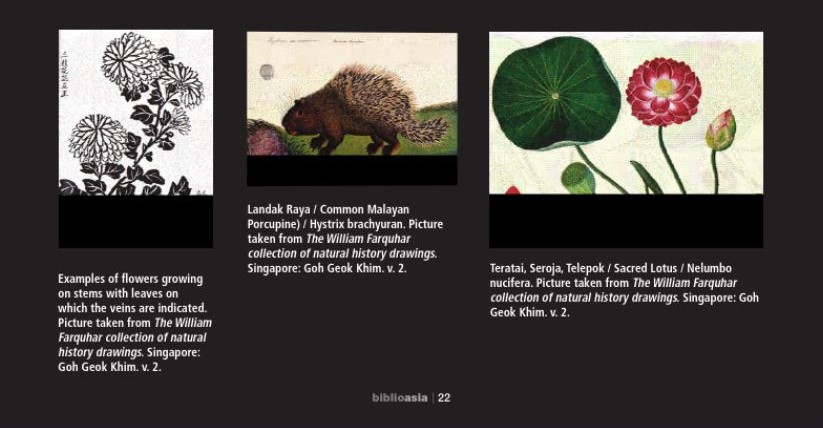 Examples of flowers growing
on stems with leaves on
which the veins are indicated.
Picture taken from The William
Farquhar collection of natural
history drawings. Singapore:
Goh Geok Khim. v. 2.
Landak Raya / Common Malayan
Porcupine) / Hystrix brachyuran. Picture
taken from The William Farquhar
collection of natural history drawings.
Singapore: Goh Geok Khim. v. 2.
Teratai, Seroja, Telepok / Sacred Lotus / Nelumbo
nucifera. Picture taken from The William Farquhar
collection of natural history drawings. Singapore: Goh
Geok Khim. v. 2.
biblioasia | 22